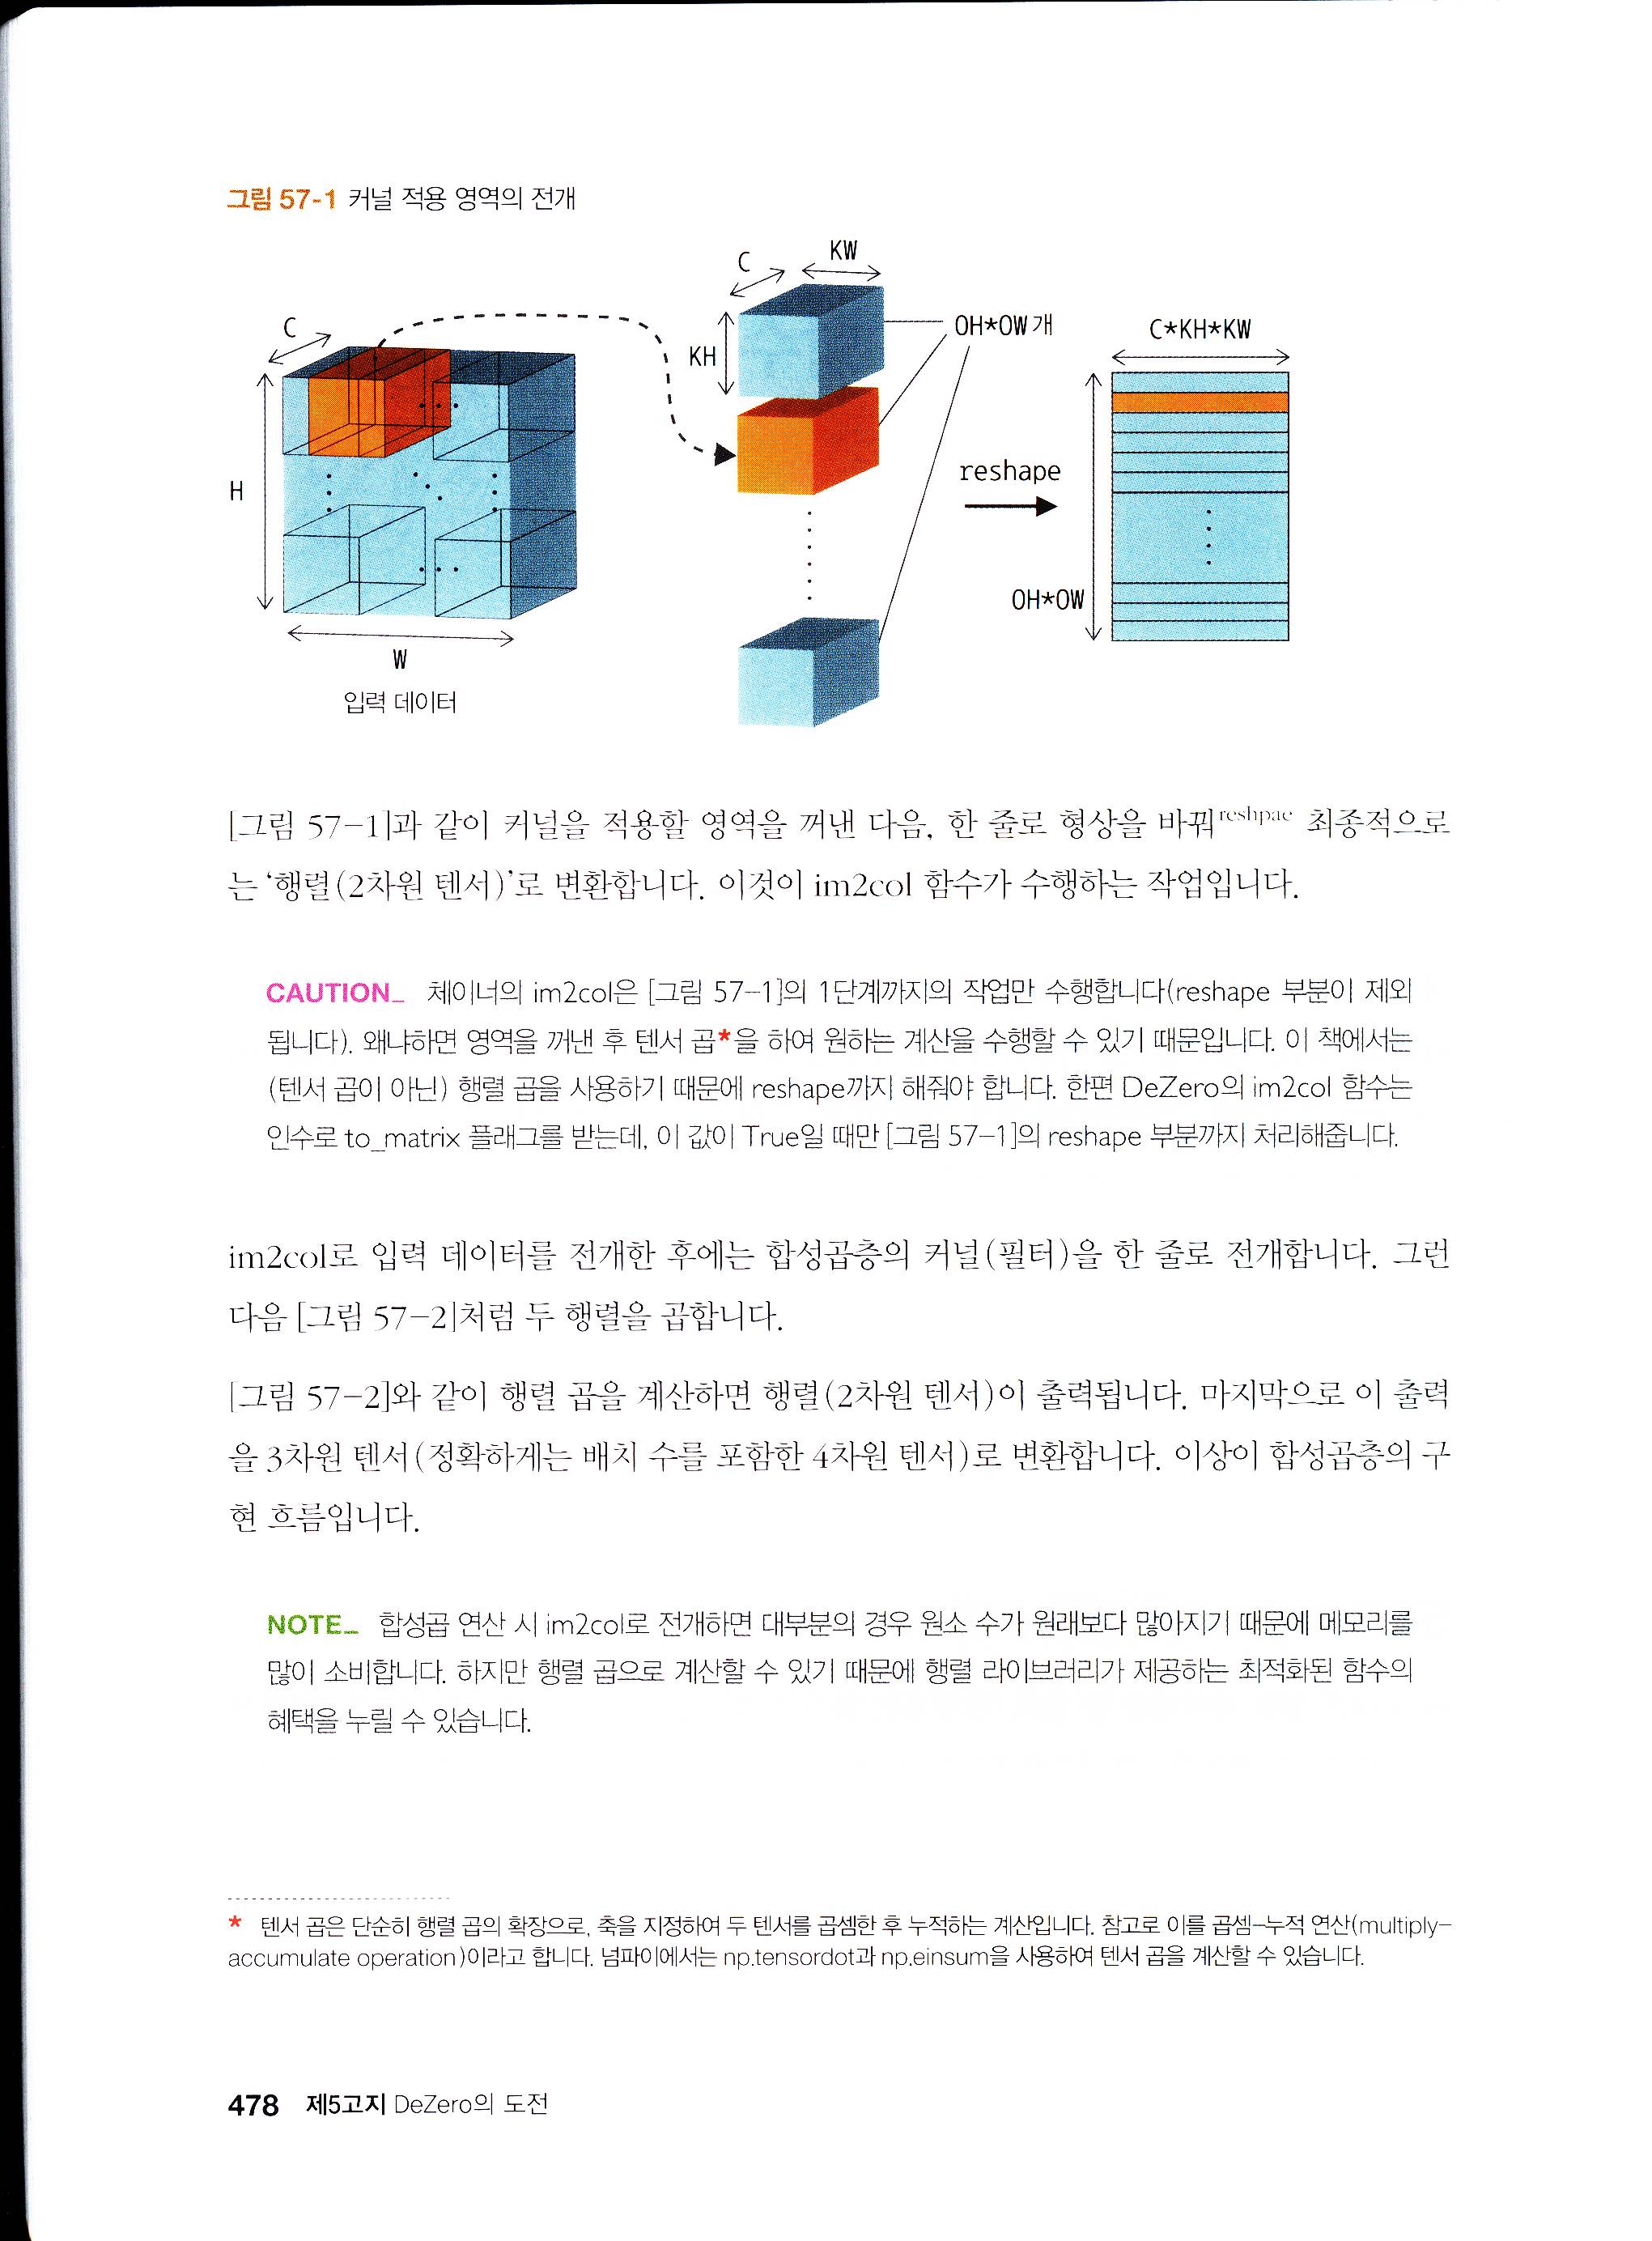 그림 57-1 커널 적용 영역의 전개
C
H
W
입력 데이터
C
KW
KH
OH*OW개
reshape
C*KH*KW
OH*OW
[그림 57-1]과 같이 커널을 적용할 영역을 꺼낸 다음, 한 줄로 형상을 바꿔reshpae 최종적으로
는 '행렬(2차원 텐서)'로 변환합니다. 이것이 im2col 함수가 수행하는 작업입니다.
CAUTION_ 체이너의 im2col은 [그림 57-1]의 1단계까지의 작업만 수행합니다(reshape 부분이 제외
됩니다). 왜냐하면 영역을 꺼낸 후 텐서 곱*을 하여 원하는 계산을 수행할 수 있기 때문입니다. 이 책에서는
(텐서 곱이 아닌) 행렬 곱을 사용하기 때문에 reshape까지 해줘야 합니다. 한편 DeZero의 im2col 함수는
인수로 to_matrix 플래그를 받는데, 이 값이 True일 때만 [그림 57-1]의 reshape 부분까지 처리해줍니다.
im2col로 입력 데이터를 전개한 후에는 합성곱층의 커널(필터)을 한 줄로 전개합니다. 그런
다음 [그림 57-2]처럼 두 행렬을 곱합니다.
[그림 57-2]와 같이 행렬 곱을 계산하면 행렬(2차원 텐서)이 출력됩니다. 마지막으로 이 출력
을 3차원 텐서(정확하게는 배치 수를 포함한 4차원 텐서)로 변환합니다. 이상이 합성곱층의 구
현 흐름입니다.
NOTE_ 합성곱 연산 시 im2col로 전개하면 대부분의 경우 원소 수가 원래보다 많아지기 때문에 메모리를
많이 소비합니다. 하지만 행렬 곱으로 계산할 수 있기 때문에 행렬 라이브러리가 제공하는 최적화된 함수의
혜택을 누릴 수 있습니다.
* 텐서 곱은 단순히 행렬 곱의 확장으로, 축을 지정하여 두 텐서를 곱셈한 후 누적하는 계산입니다. 참고로 이를 곱셈-누적 연산(multiply-
accumulate operation)이라고 합니다. 넘파이에서는 np.tensordot과 np.einsum을 사용하여 텐서 곱을 계산할 수 있습니다.
478 제5고지 DeZero의 도전